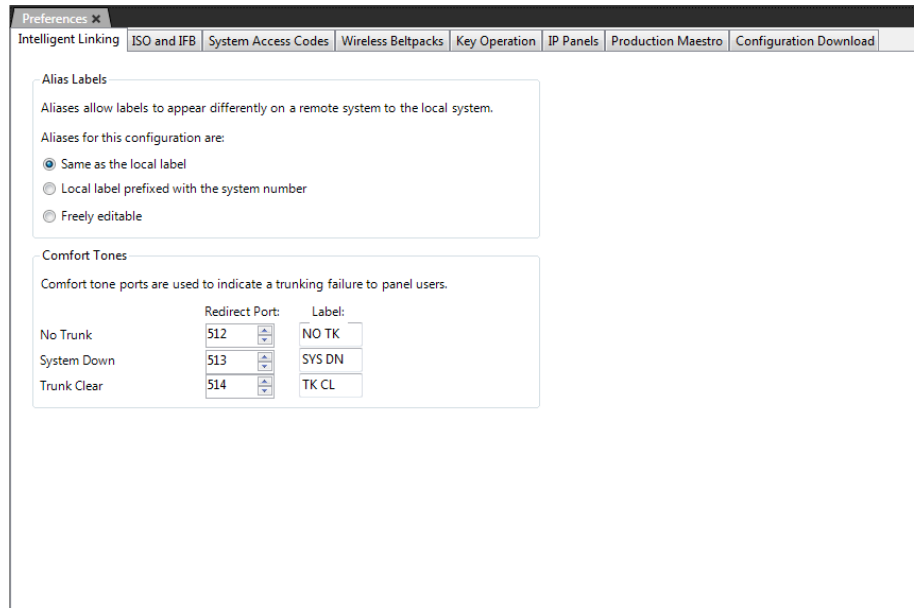 Preferences X
Intelligent Linking ISO and IFB System Access Codes Wireless Beltpacks Key Operation IP Panels Production Maestro Configuration Download
Alias Labels
Aliases allow labels to appear differently on a remote system to the local system.
Aliases for this configuration are:
Same as the local label
Local label prefixed with the system number
Freely editable
Comfort Tones
Comfort tone ports are used to indicate a trunking failure to panel users.
Redirect Port: Label:
No Trunk 512 NO TK
System Down 513 SYS DN
Trunk Clear 514 TK CL